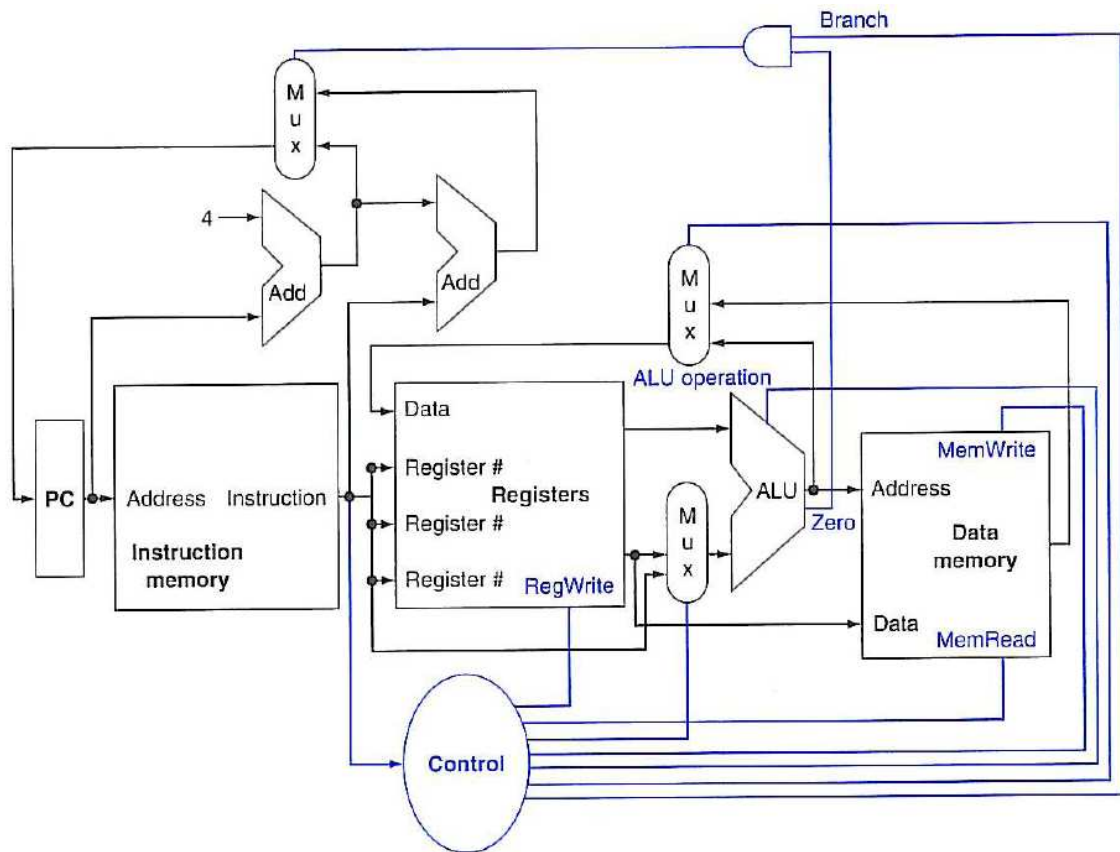 Branch
M
u
x
4
Add
Add
M
u
x
ALU operation
Data
Register #
Registers
Register #
Register #
RegWrite
PC
Address Instruction
Instruction
memory
M
u
x
ALU
Zero
MemWrite
Address
Data
memory
Data
MemRead
Control